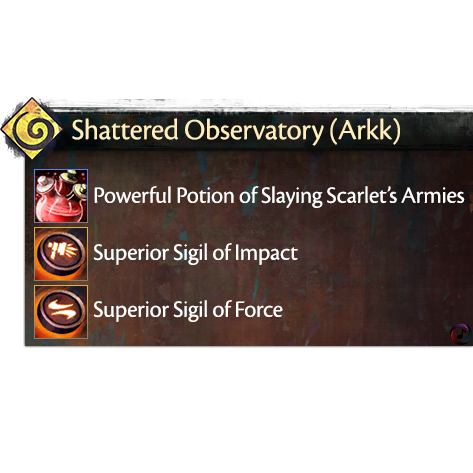 Shattered Observatory (Arkk)
Powerful Potion of Slaying Scarlet's Armies
Superior Sigil of Impact
Superior Sigil of Force